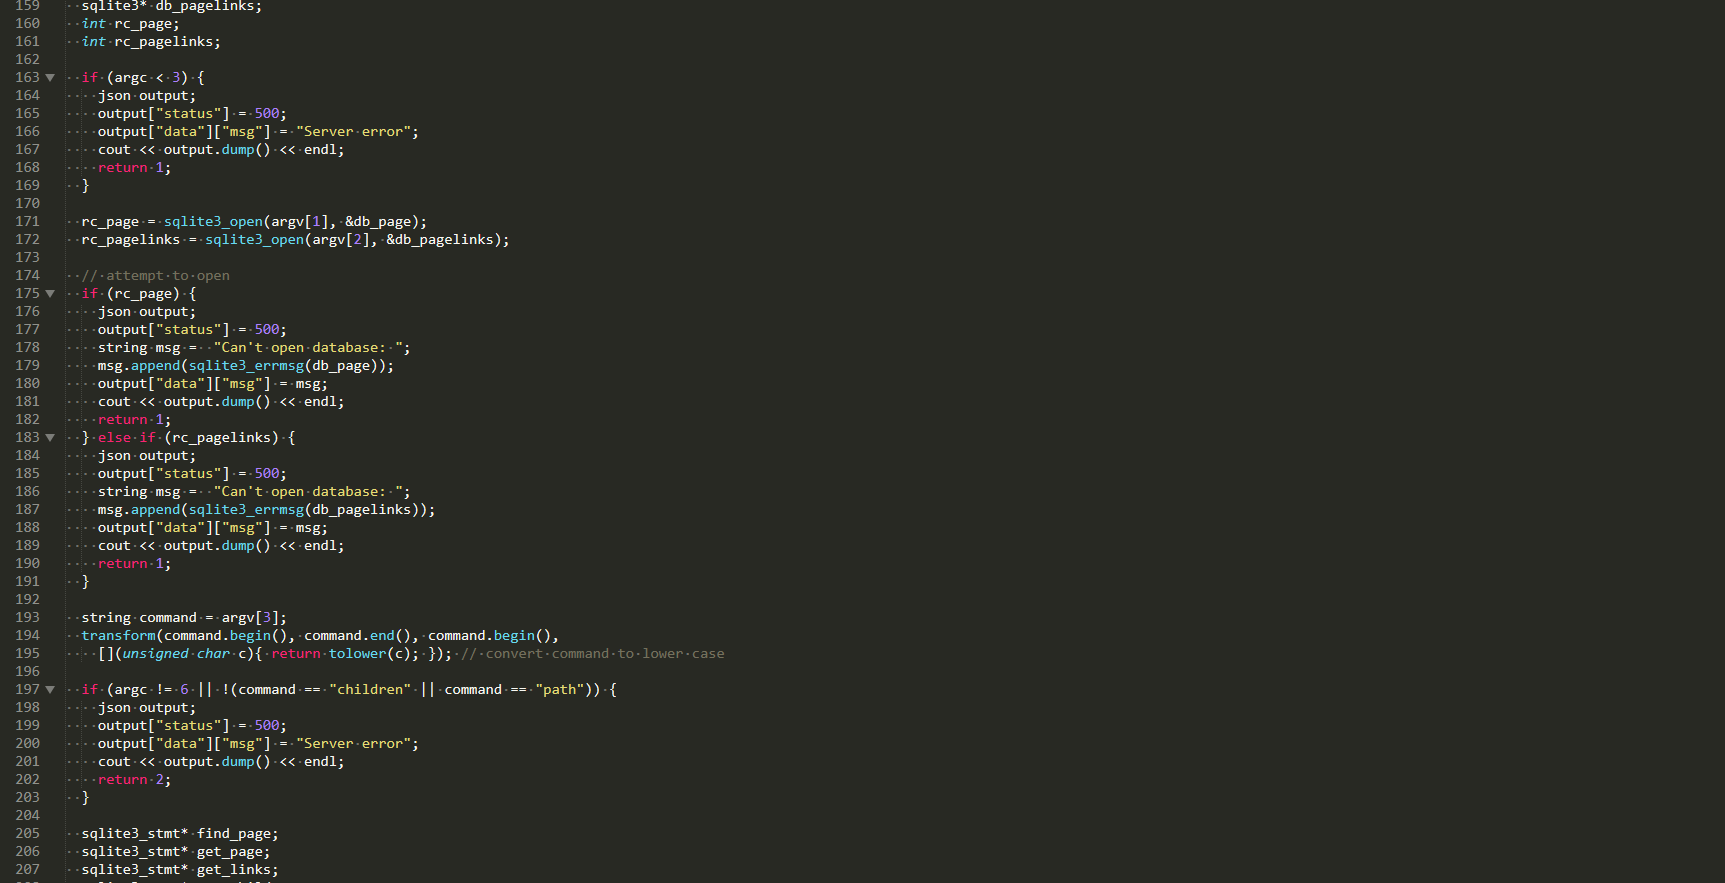 159 sqlite3* db_pagelinks;
160 int rc_page;
161 int rc_pagelinks;
162
163 if (argc < 3) {
164 json output;
165 output["status"] = 500;
166 output["data"]["msg"] = "Server error";
167 cout << output.dump() << endl;
168 return 1;
169 }
170
171 rc_page = sqlite3_open(argv[1], &db_page);
172 rc_pagelinks = sqlite3_open(argv[2], &db_pagelinks);
173
174 // attempt to open
175 if (rc_page) {
176 json output;
177 output["status"] = 500;
178 string msg =  "Can't open database: ";
179 msg.append(sqlite3_errmsg(db_page));
180 output["data"]["msg"] = msg;
181 cout << output.dump() << endl;
182 return 1;
183 } else if (rc_pagelinks) {
184 json output;
185 output["status"] = 500;
186 string msg =  "Can't open database: ";
187 msg.append(sqlite3_errmsg(db_pagelinks));
188 output["data"]["msg"] = msg;
189 cout << output.dump() << endl;
190 return 1;
191 }
192
193 string command = argv[3];
194 transform(command.begin(), command.end(), command.begin(),
195 [](unsigned char c){ return tolower(c); }); // convert command to lower case
196
197 if (argc != 6 || !(command == "children" || command == "path")) {
198 json output;
199 output["status"] = 500;
200 output["data"]["msg"] = "Server error";
201 cout << output.dump() << endl;
202 return 2;
203 }
204
205 sqlite3_stmt* find_page;
206 sqlite3_stmt* get_page;
207 sqlite3_stmt* get_links;